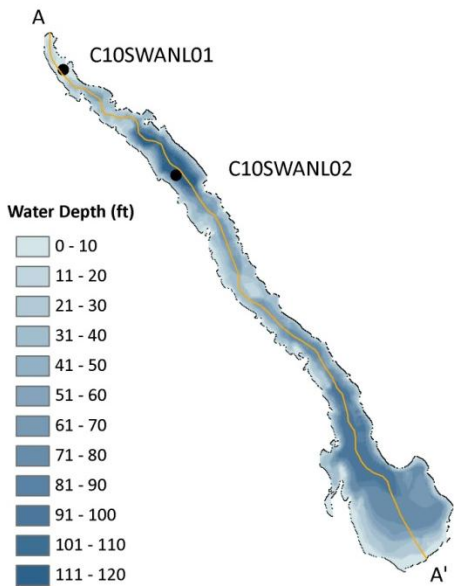 A
C10SWANL01
C10SWANL02
Water Depth (ft)
0 - 10
11 - 20
21 - 30
31 - 40
41 - 50
51 - 60
61 - 70
71 - 80
81 - 90
91 - 100
101 - 110
111 - 120
A'